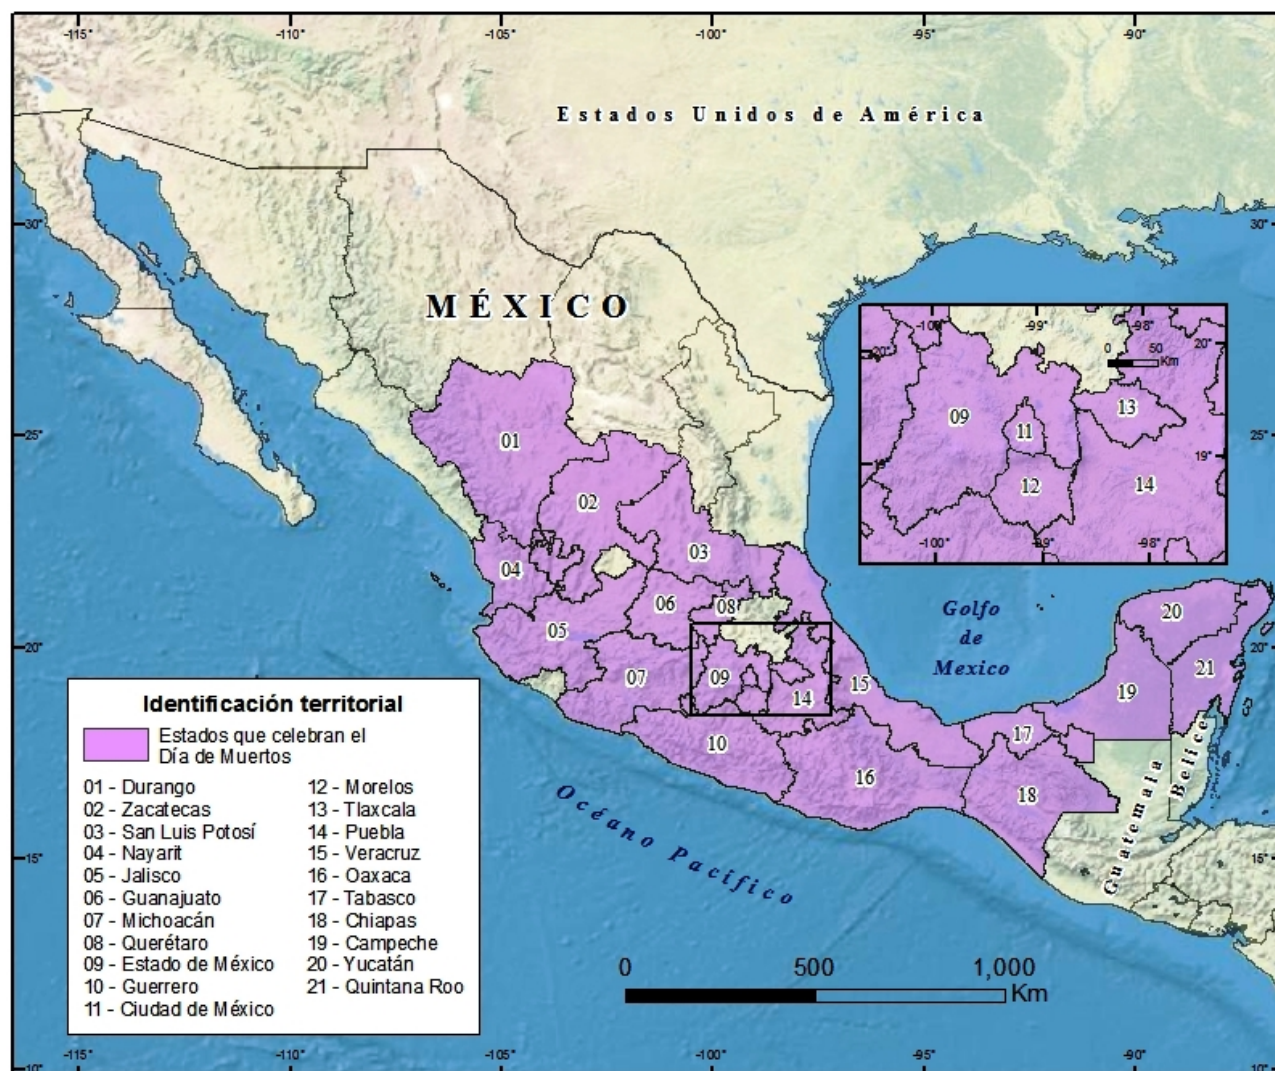 -115° -110° -105° -100° -95° -90°
Estados Unidos de América
30° 30°
MÉXICO
-100° -99° -98°
20° 20°
0 50
Km
09 11 13
19° 19°
12 14
-100° -99° -98°
25° 25°
01
02
03
04
05
06
08
07
09
14
15
10
16
17
18
19
20
21
20° 20°
Golfo
de
Mexico
Océano Pacífico
Guatemala
Belice
15° 15°
Identificación territorial
Estados que celebran el
Día de Muertos
01 - Durango
02 - Zacatecas
03 - San Luis Potosí
04 - Nayarit
05 - Jalisco
06 - Guanajuato
07 - Michoacán
08 - Querétaro
09 - Estado de México
10 - Guerrero
11 - Ciudad de México
12 - Morelos
13 - Tlaxcala
14 - Puebla
15 - Veracruz
16 - Oaxaca
17 - Tabasco
18 - Chiapas
19 - Campeche
20 - Yucatán
21 - Quintana Roo
0 500 1,000
Km
10° 10°
-115° -110° -105° -100° -95° -90°